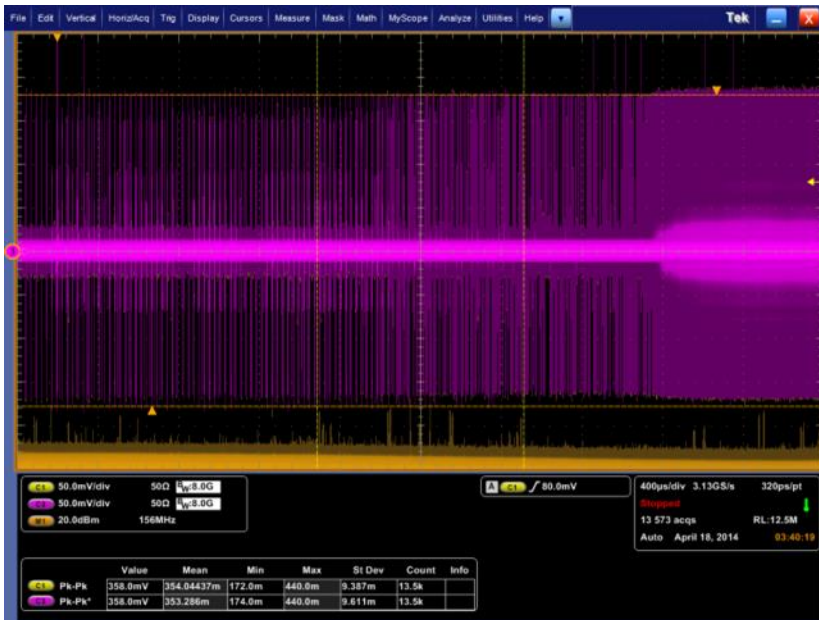 File Edit Vertical Horiz/Acq Trig Display Cursors Measure Mask Math MyScope Analyze Utilities Help Tek X
C1 50.0mV/div 50Ω BW:8.0G
C2 50.0mV/div 50Ω BW:8.0G
M1 20.0dBm 156MHz
A C1 80.0mV
400µs/div 3.13GS/s 320ps/pt
Stopped
13 573 acqs RL:12.5M
Auto April 18, 2014 03:40:19
Value Mean Min Max St Dev Count Info
C1 Pk-Pk 358.0mV 354.04437m 172.0m 440.0m 9.387m 13.5k
C2 Pk-Pk* 358.0mV 353.286m 174.0m 440.0m 9.611m 13.5k